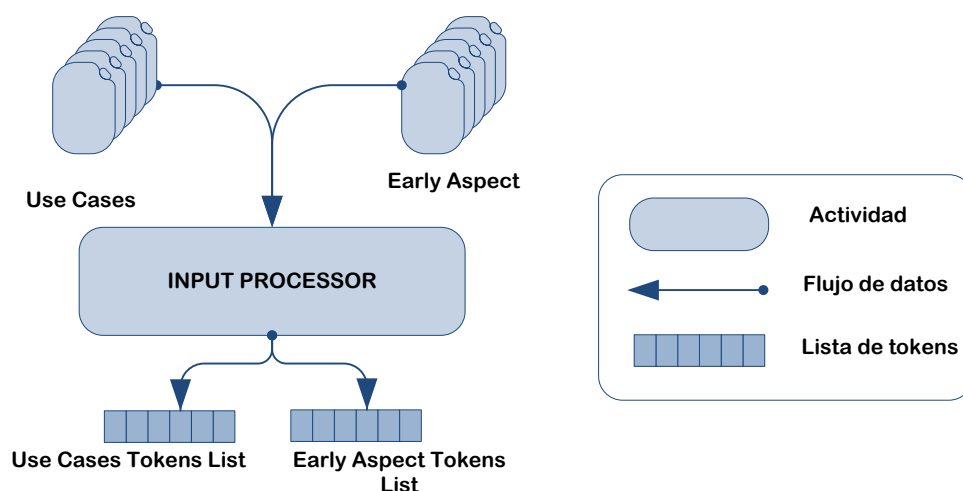 Use Cases
Early Aspect
INPUT PROCESSOR
Use Cases Tokens List
Early Aspect Tokens
List
Actividad
Flujo de datos
Lista de tokens